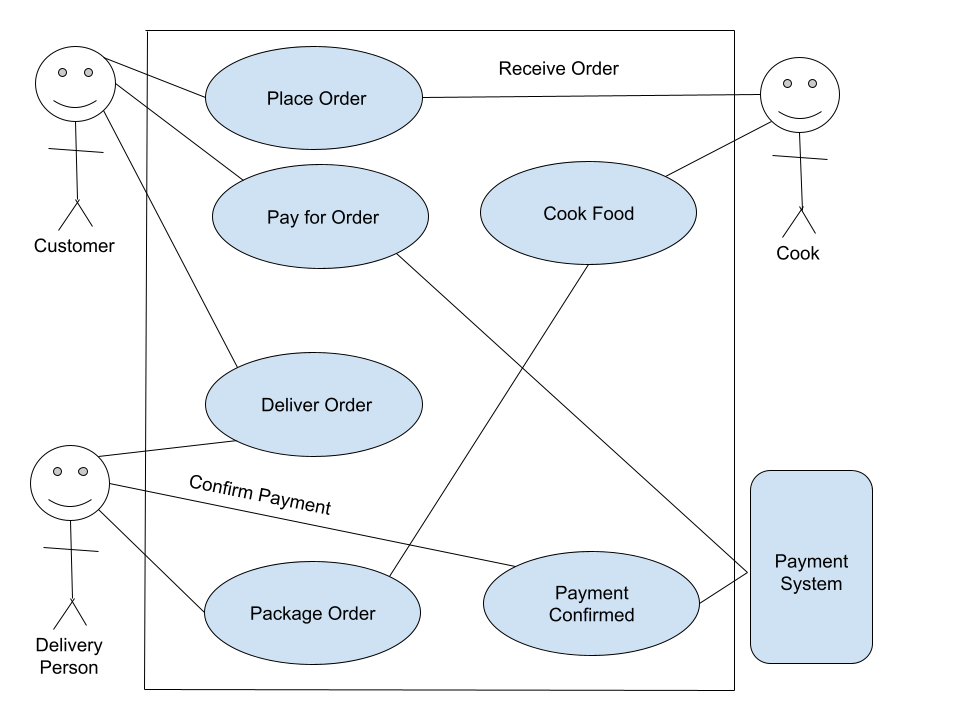 Receive Order
Place Order
Pay for Order
Cook Food
Customer
Cook
Deliver Order
Confirm Payment
Payment
System
Package Order
Payment
Confirmed
Delivery
Person